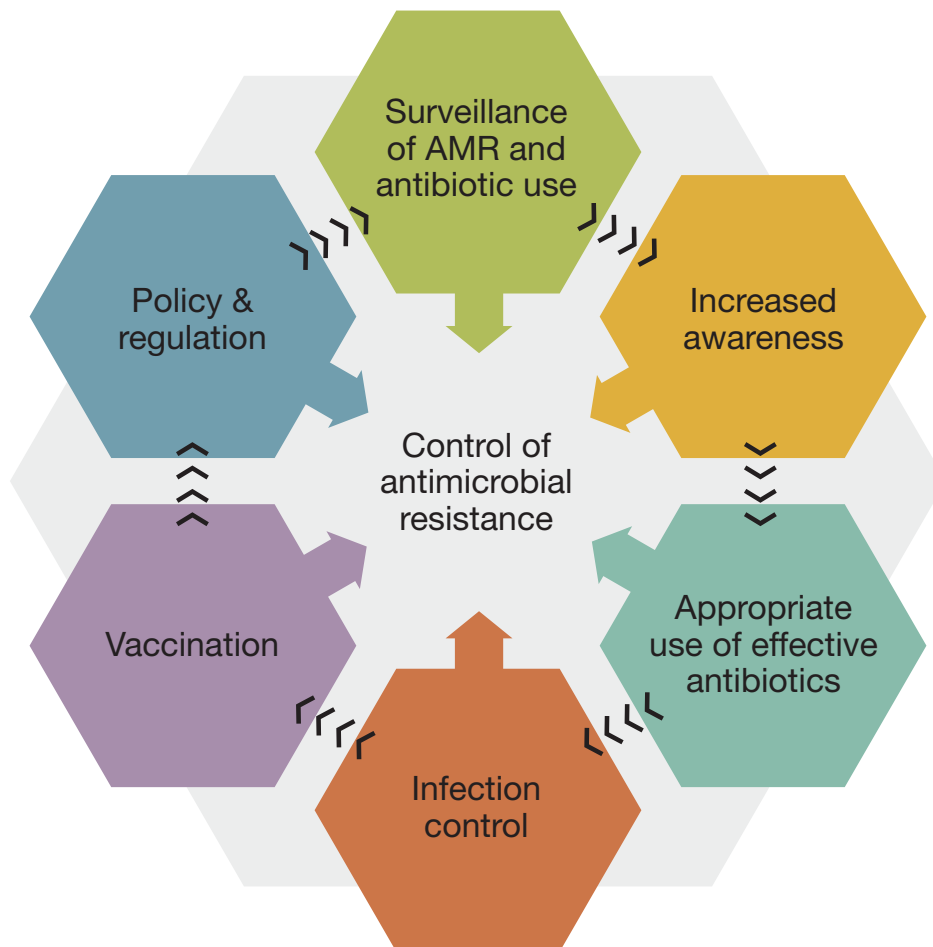 Surveillance
of AMR and
antibiotic use
Policy &
regulation
Increased
awareness
Control of
antimicrobial
resistance
Vaccination
Appropriate
use of effective
antibiotics
Infection
control